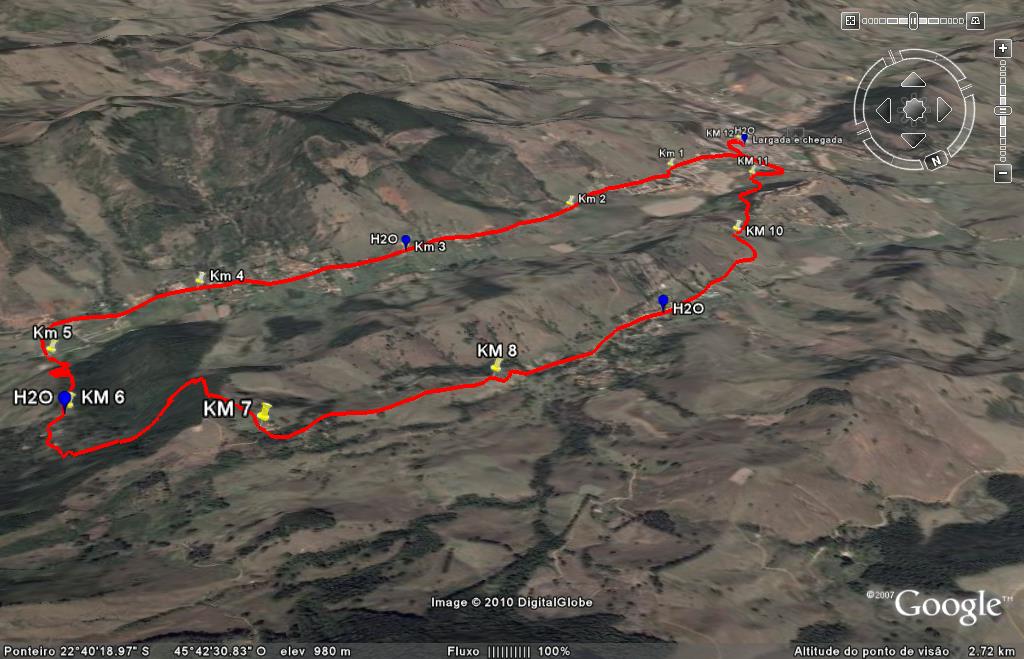 N
KM 12
H2O
Largada e chegada
Km 1
KM 11
Km 2
KM 10
H2O
Km 3
Km 4
H2O
Km 5
KM 8
H2O
KM 6
KM 7
Image © 2010 DigitalGlobe
©2007 Google™
Ponteiro 22°40'18.97" S 45°42'30.83" O elev 980 m Fluxo |||||||||| 100% Altitude do ponto de visão 2.72 km